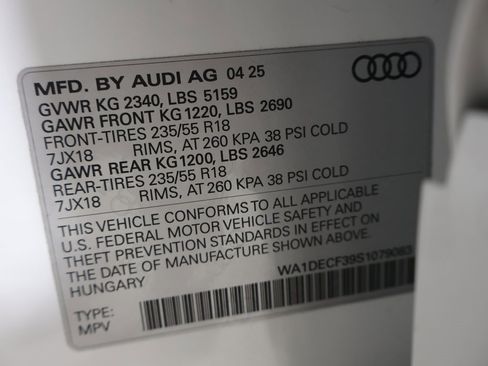 MFD. BY AUDI AG 04 25
GVWR KG 2340, LBS 5159
GAWR FRONT KG 1220, LBS 2690
FRONT-TIRES 235/55 R18
7JX18 RIMS, AT 260 KPA 38 PSI COLD
GAWR REAR KG 1200, LBS 2646
REAR-TIRES 235/55 R18
7JX18 RIMS, AT 260 KPA 38 PSI COLD
THIS VEHICLE CONFORMS TO ALL APPLICABLE
U.S. FEDERAL MOTOR VEHICLE SAFETY AND
THEFT PREVENTION STANDARDS IN EFFECT ON
THE DATE OF MANUFACTURE SHOWN ABOVE.
HUNGARY WA1DECF39S1079083
TYPE:
MPV